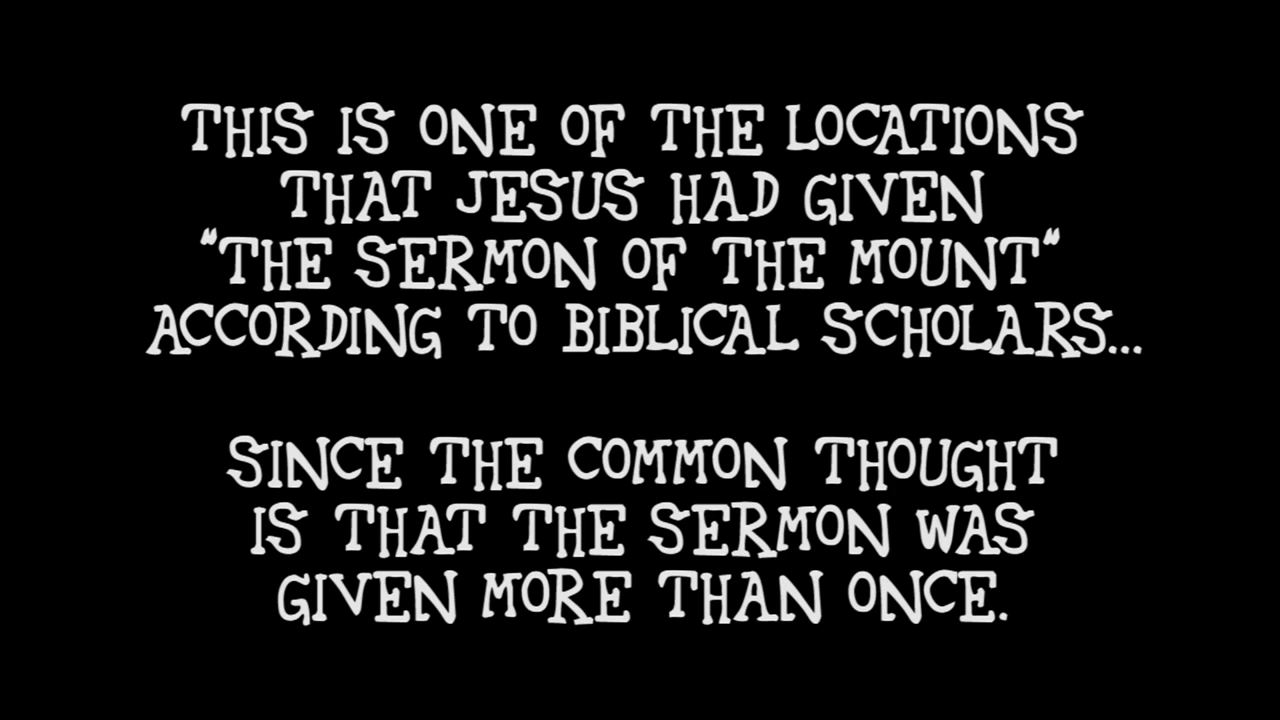 THIS IS ONE OF THE LOCATIONS
THAT JESUS HAD GIVEN
"THE SERMON OF THE MOUNT"
ACCORDING TO BIBLICAL SCHOLARS...
SINCE THE COMMON THOUGHT
IS THAT THE SERMON WAS
GIVEN MORE THAN ONCE.